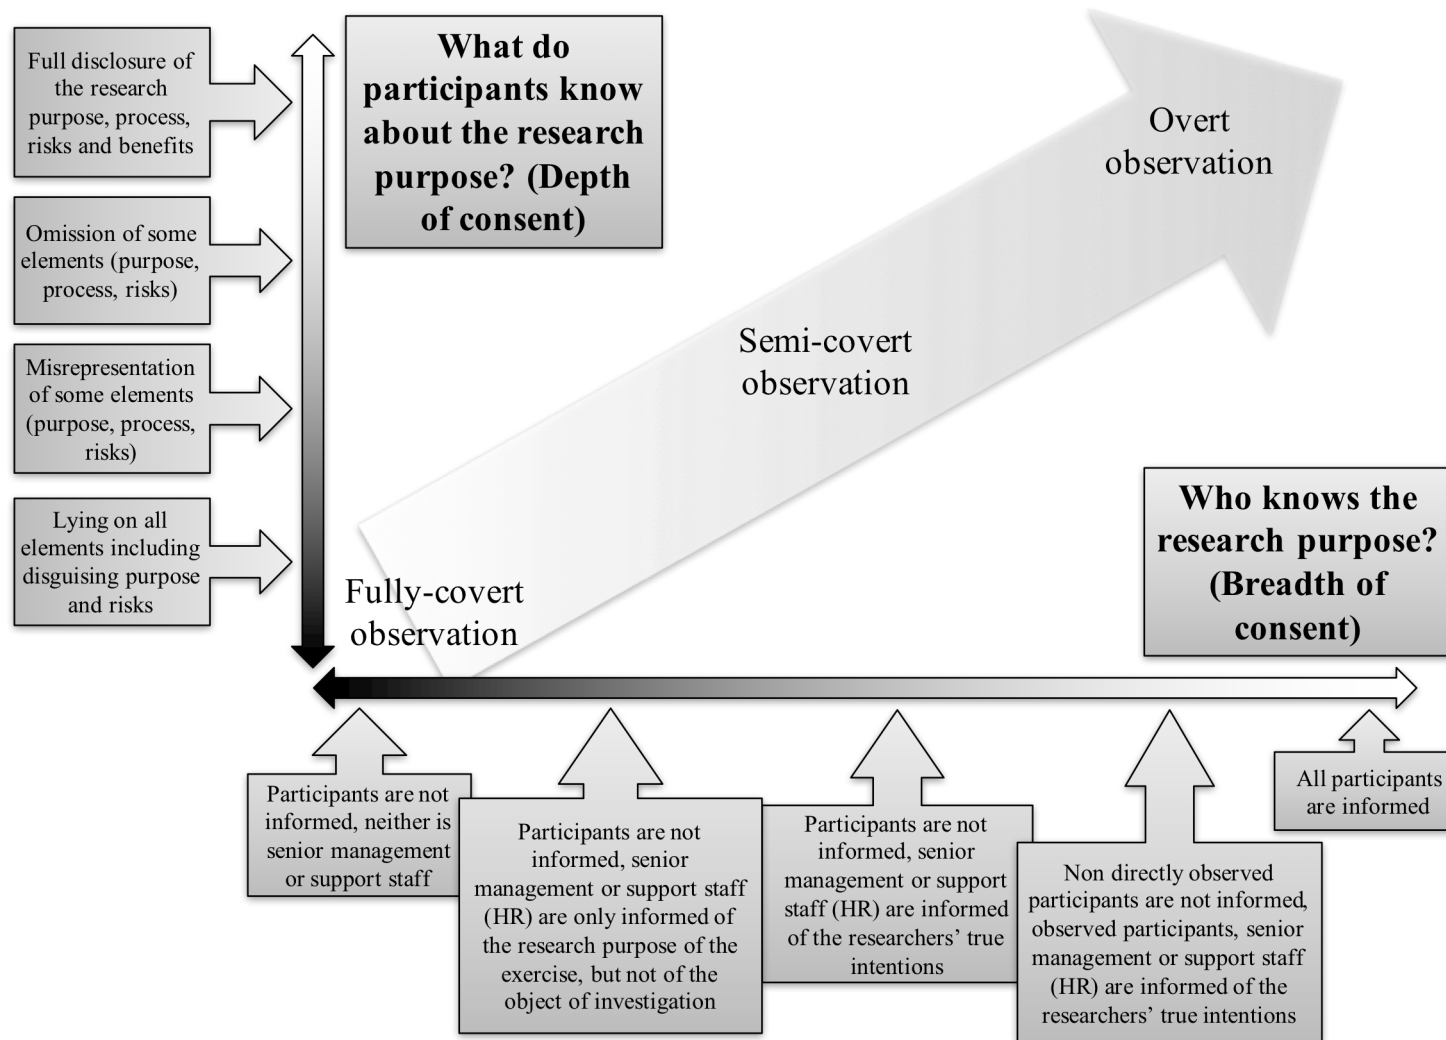 Full disclosure of
the research
purpose, process,
risks and benefits
Omission of some
elements (purpose,
process, risks)
Misrepresentation
of some elements
(purpose, process,
risks)
Lying on all
elements including
disguising purpose
and risks
What do
participants know
about the research
purpose? (Depth
of consent)
Overt
observation
Semi-covert
observation
Fully-covert
observation
Who knows the
research purpose?
(Breadth of
consent)
Participants are not
informed, neither is
senior management
or support staff
Participants are not
informed, senior
management or support staff
(HR) are only informed of
the research purpose of the
exercise, but not of the
object of investigation
Participants are not
informed, senior
management or support
staff (HR) are informed
of the researchers’ true
intentions
Non directly observed
participants are not informed,
observed participants, senior
management or support staff
(HR) are informed of the
researchers’ true intentions
All participants
are informed